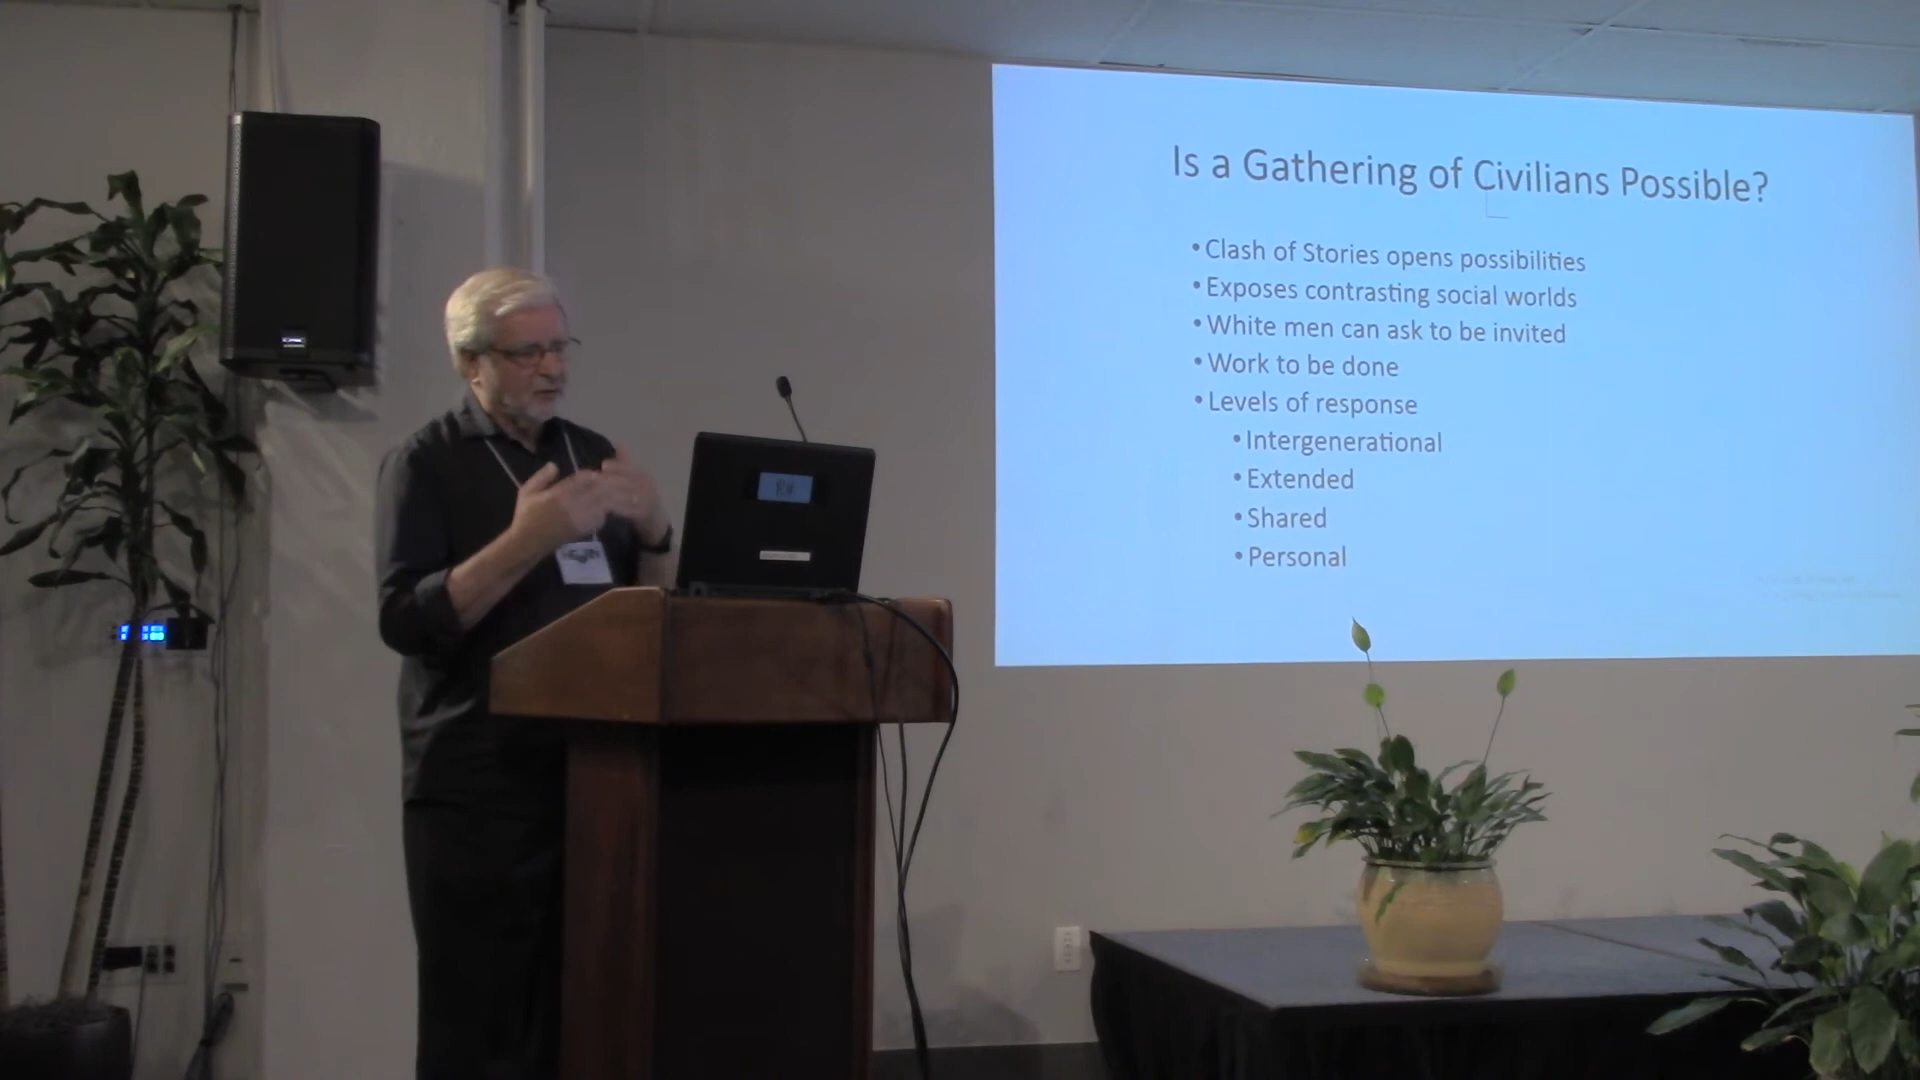 Is a Gathering of Civilians Possible?
• Clash of Stories opens possibilities
• Exposes contrasting social worlds
• White men can ask to be invited
• Work to be done
• Levels of response
• Intergenerational
• Extended
• Shared
• Personal